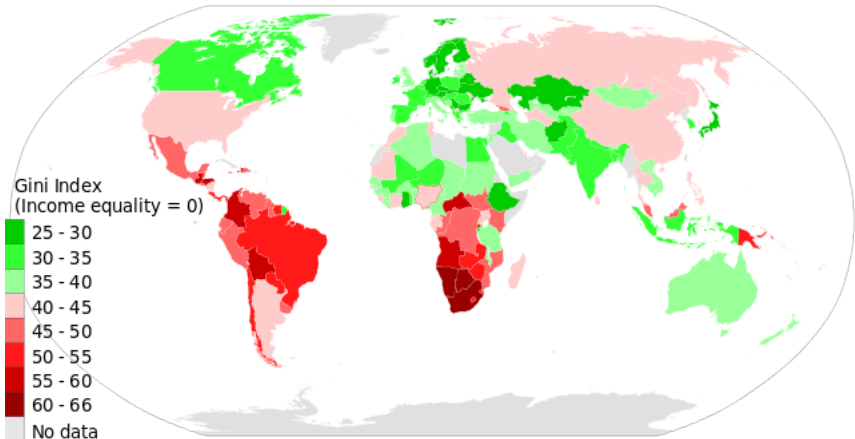 Gini Index
(Income equality = 0)
25 - 30
30 - 35
35 - 40
40 - 45
45 - 50
50 - 55
55 - 60
60 - 66
No data